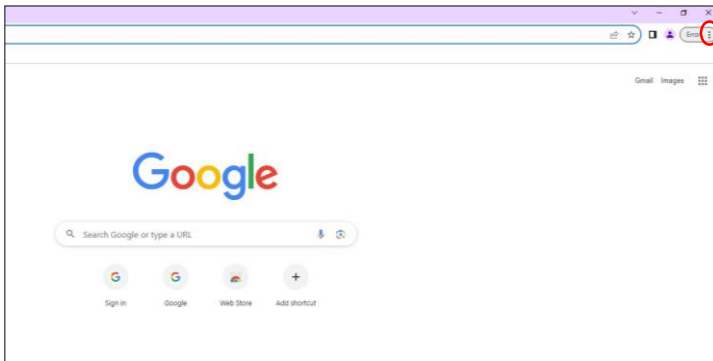 Error
Gmail Images
Google
Search Google or type a URL
G G
Sign in Google Web Store Add shortcut